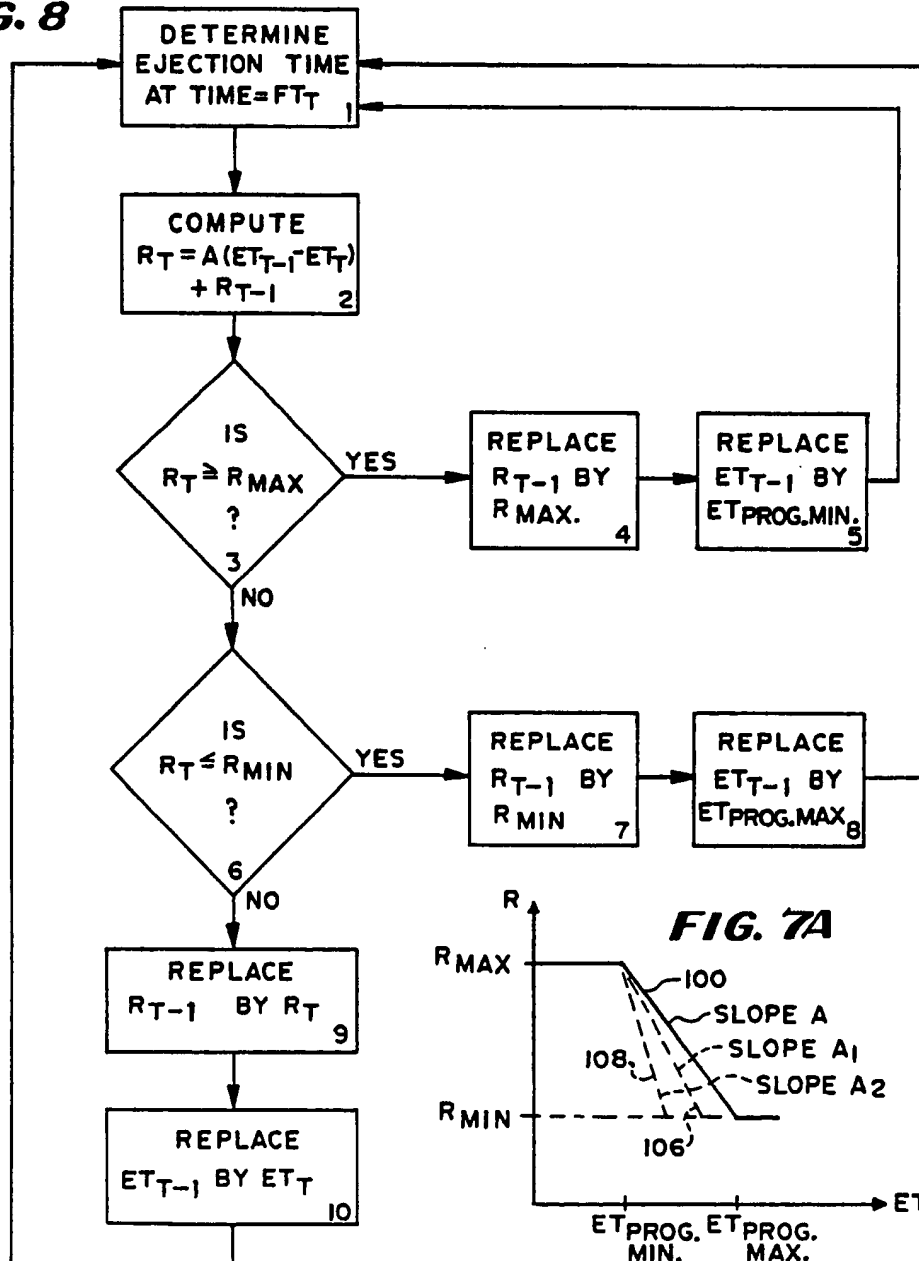 G. 8
DETERMINE
EJECTION TIME
AT TIME=FT_T
1
COMPUTE
R_T = A(ET_T-1 - ET_T)
+ R_T-1
2
IS
R_T ≥ R_MAX
?
3
YES
NO
REPLACE
R_T-1 BY
R MAX.
4
REPLACE
ET_T-1 BY
ET_PROG.MIN.
5
IS
R_T ≤ R_MIN
?
6
YES
NO
REPLACE
R_T-1 BY
R MIN
7
REPLACE
ET_T-1 BY
ET_PROG.MAX
8
REPLACE
R_T-1 BY R_T
9
REPLACE
ET_T-1 BY ET_T
10
FIG. 7A
R
R_MAX
100
SLOPE A
SLOPE A_1
108
SLOPE A_2
R_MIN
106
ET
ET_PROG. MIN.
ET_PROG. MAX.